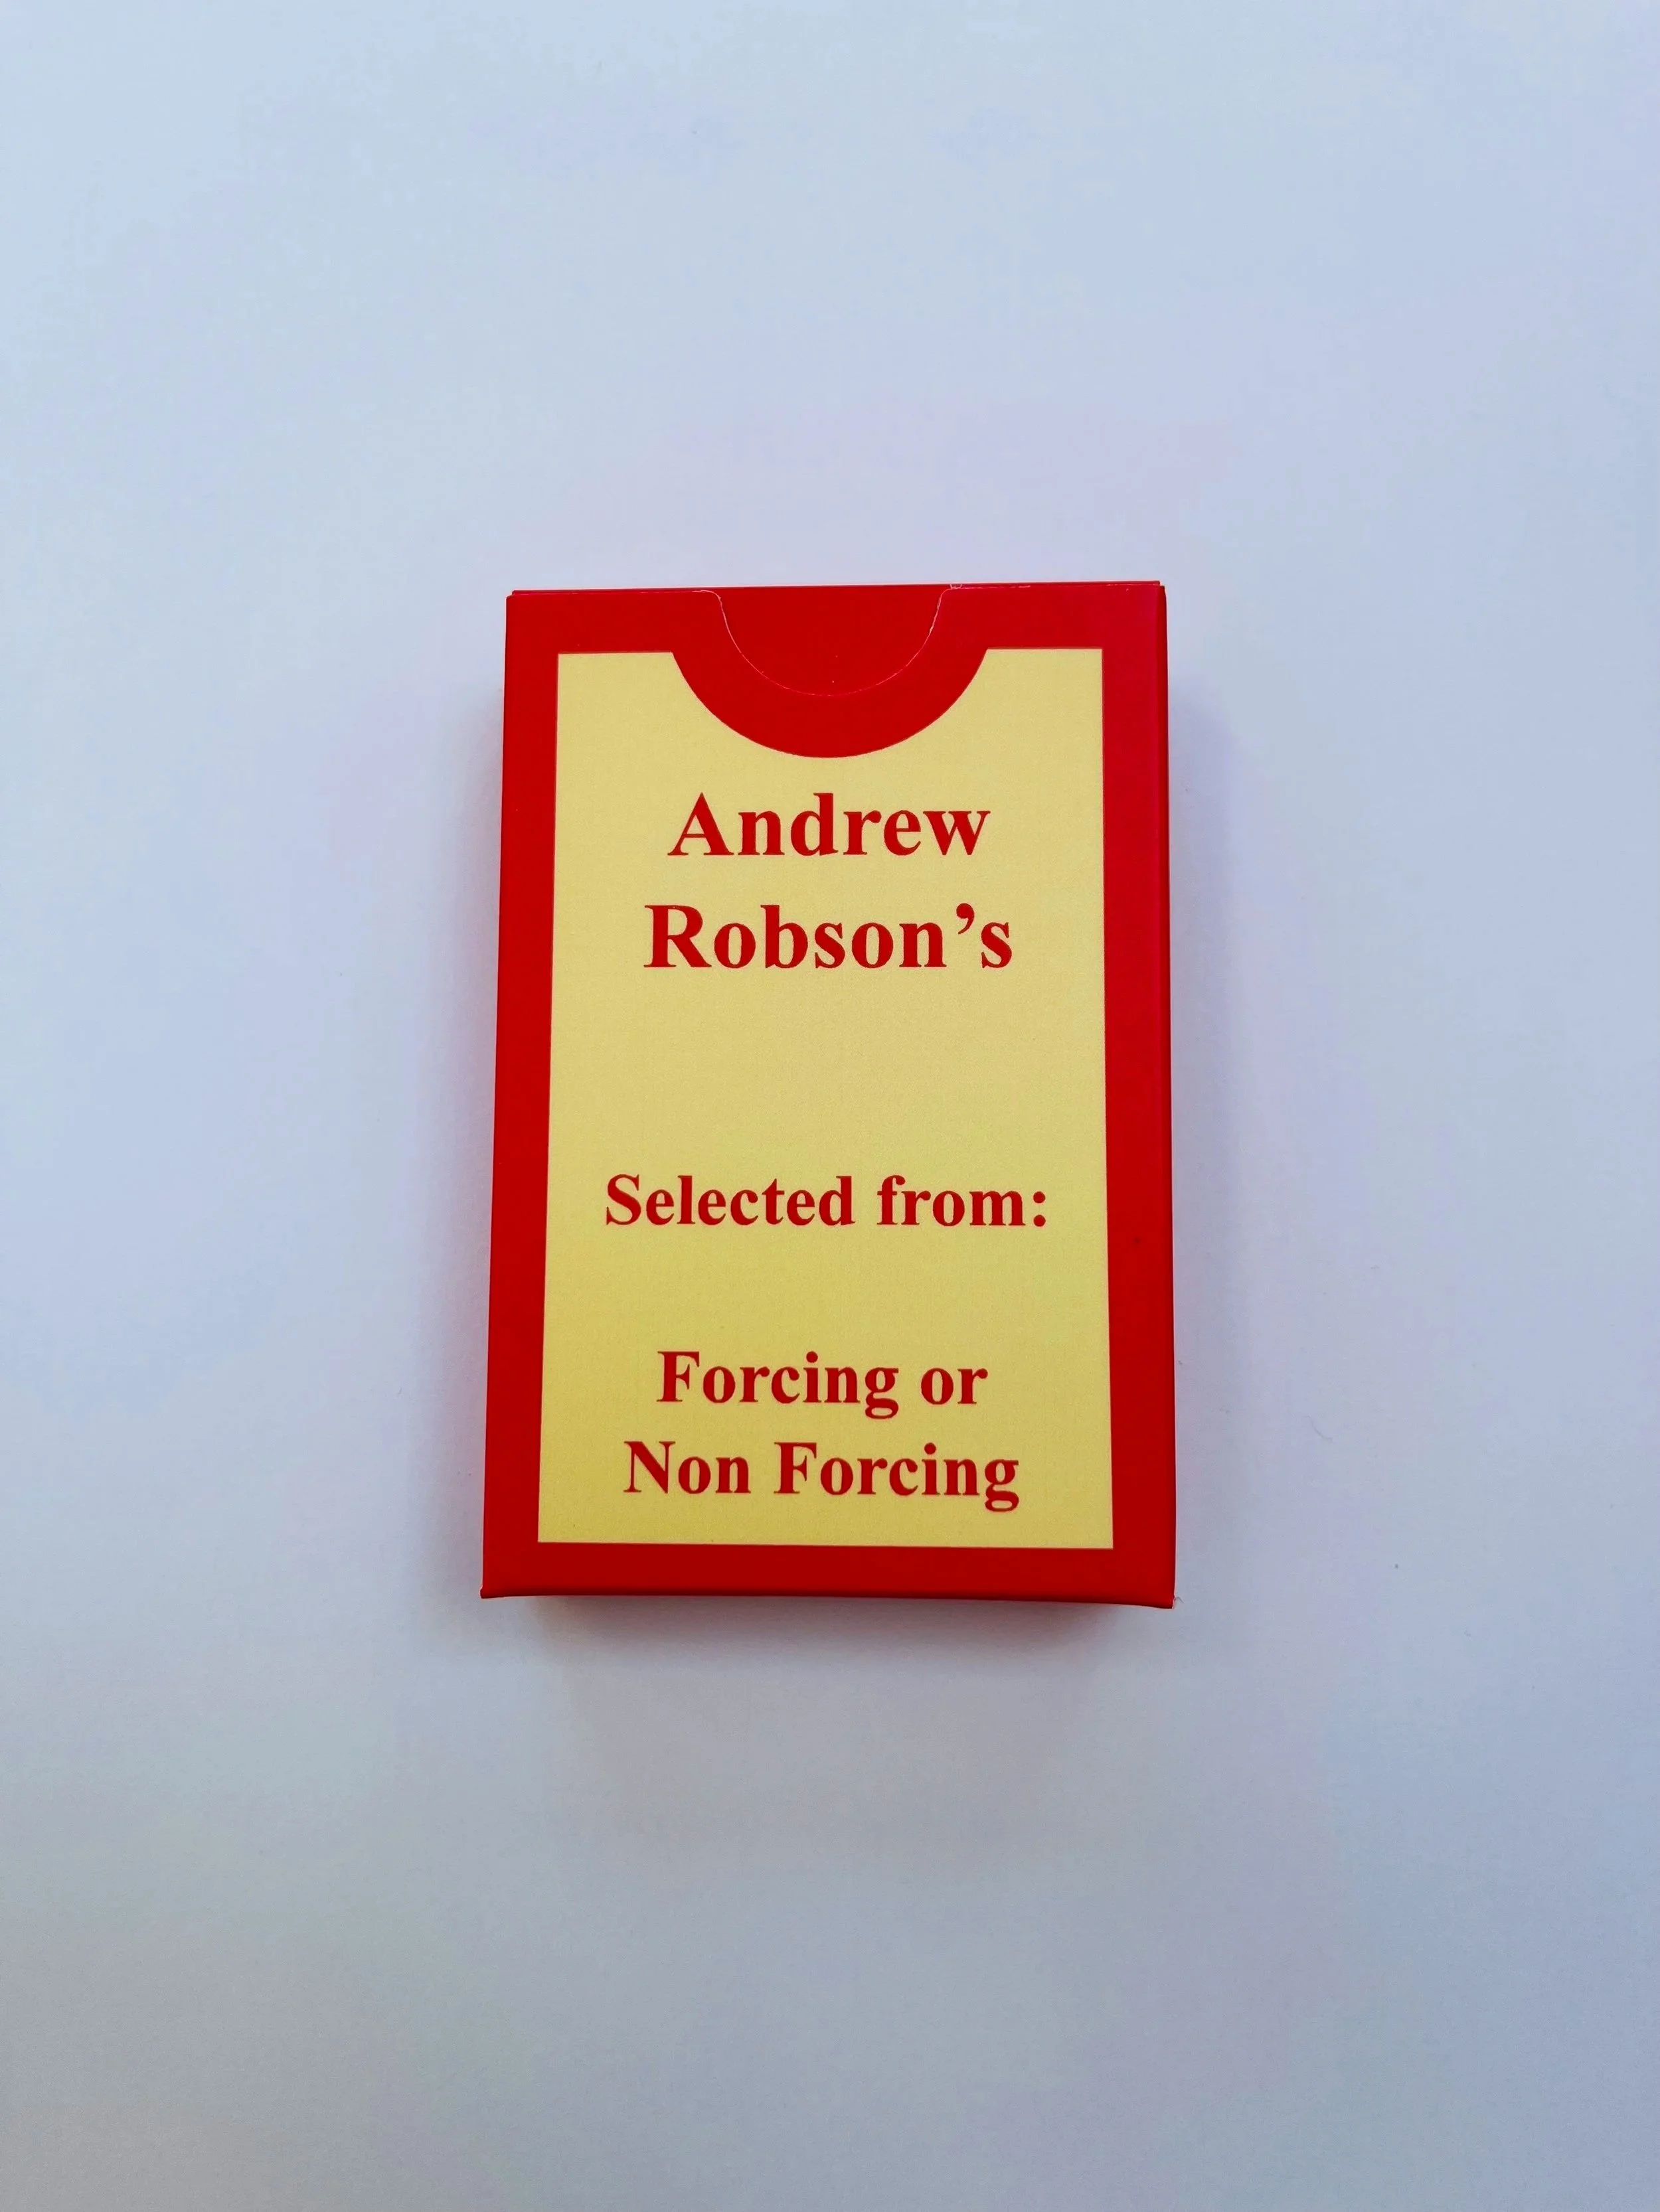 Andrew
Robson’s
Selected from:
Forcing or
Non Forcing